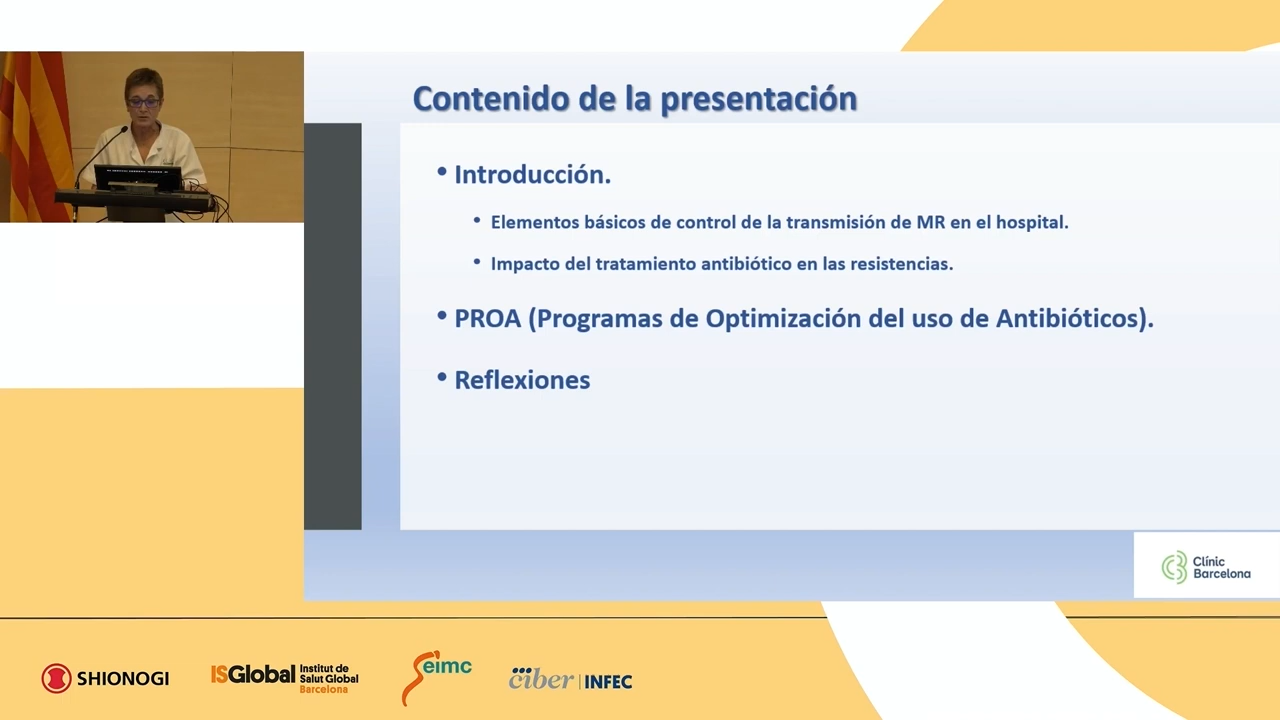 Contenido de la presentación
• Introducción.
• Elementos básicos de control de la transmisión de MR en el hospital.
• Impacto del tratamiento antibiótico en las resistencias.
• PROA (Programas de Optimización del uso de Antibióticos).
• Reflexiones
Clínic
Barcelona
SHIONOGI
ISGlobal Institut de
Salut Global
Barcelona
Seimc
ciber | INFEC